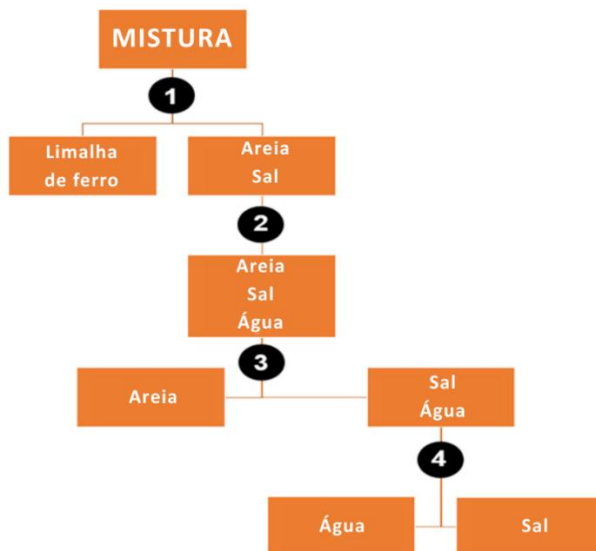 MISTURA
1
Limalha
de ferro
Areia
Sal
2
Areia
Sal
Água
3
Areia
Sal
Água
4
Água
Sal